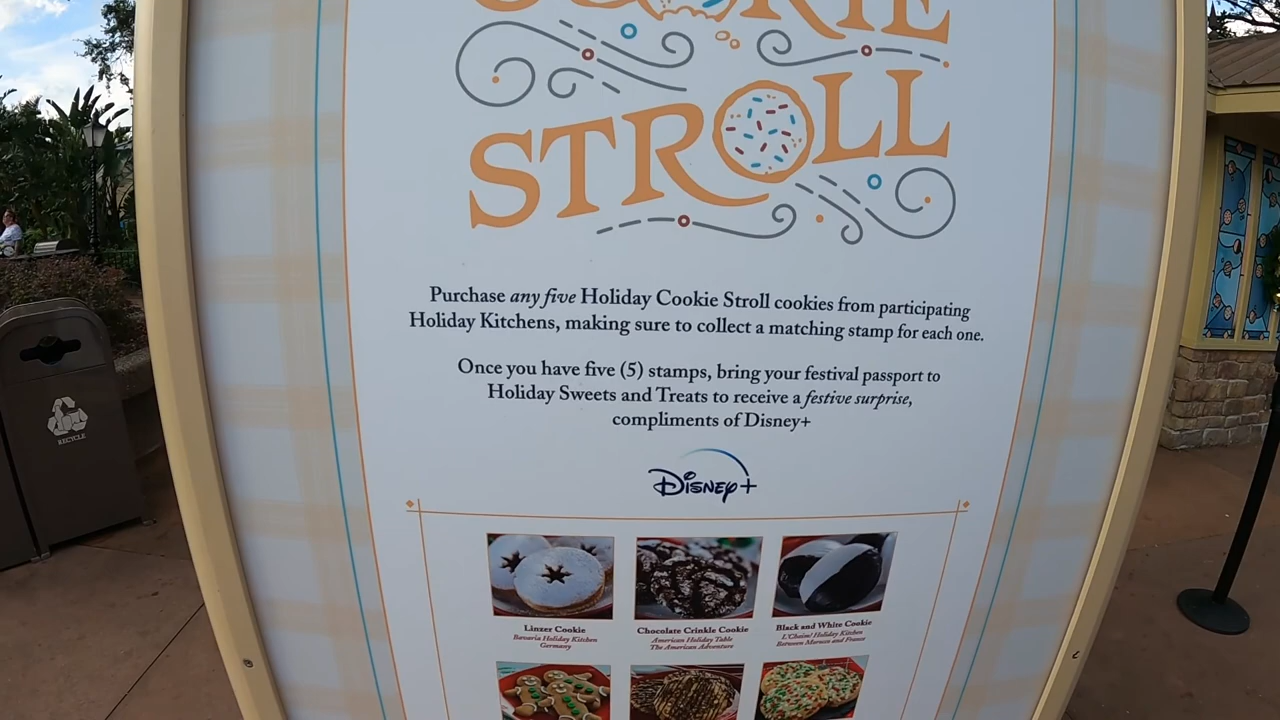 COOKIE
STROLL
Purchase any five Holiday Cookie Stroll cookies from participating
Holiday Kitchens, making sure to collect a matching stamp for each one.
Once you have five (5) stamps, bring your festival passport to
Holiday Sweets and Treats to receive a festive surprise,
compliments of Disney+
Disney+
Linzer Cookie
Bavaria Holiday Kitchen
Germany
Chocolate Crinkle Cookie
American Holiday Table
The American Adventure
Black and White Cookie
L'Chaim! Holiday Kitchen
Between Morocco and France
RECYCLE